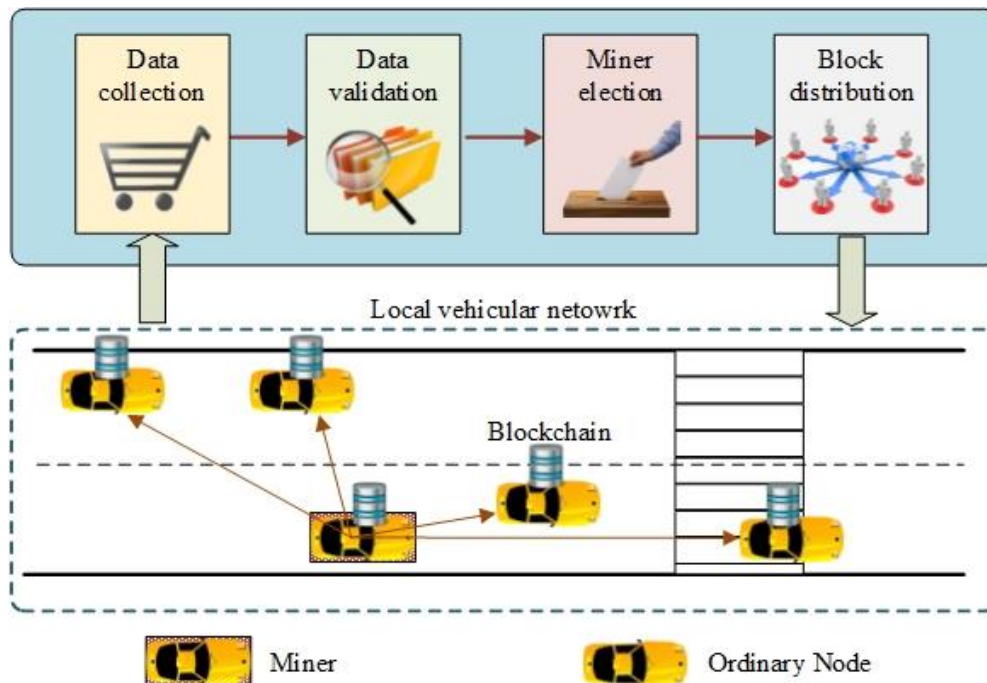 Data
collection
Data
validation
Miner
election
Block
distribution
Local vehicular netowrk
Blockchain
Miner
Ordinary Node